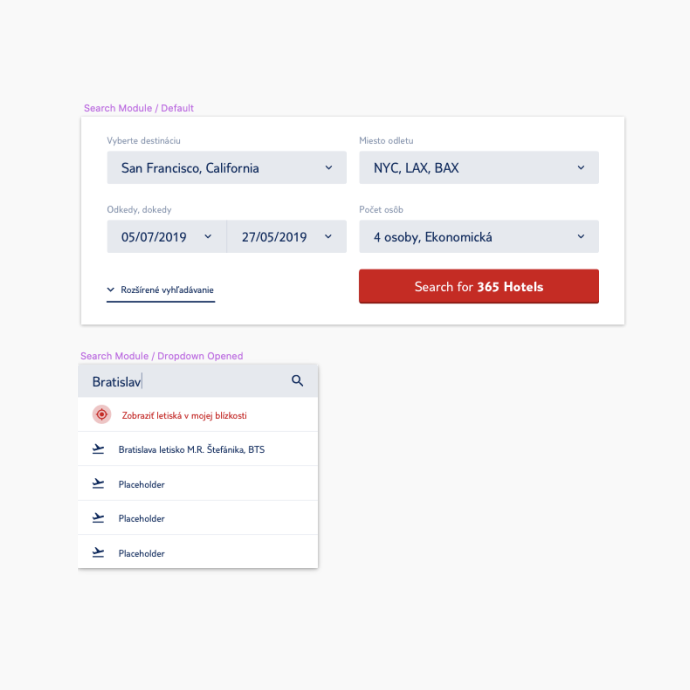 Search Module / Default
Vyberte destináciu
Miesto odletu
San Francisco, California
NYC, LAX, BAX
Odkedy, dokedy
Počet osôb
05/07/2019
27/05/2019
4 osoby, Ekonomická
Rozšírené vyhľadávanie
Search for 365 Hotels
Search Module / Dropdown Opened
Bratislav
Zobraziť letiská v mojej blízkosti
Bratislava letisko M.R. Štefánika, BTS
Placeholder
Placeholder
Placeholder